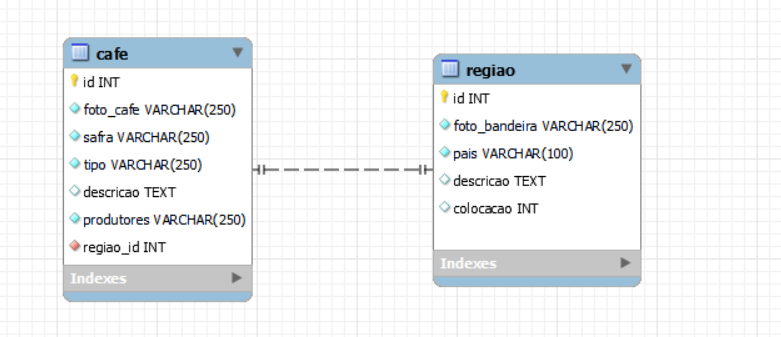 cafe
id INT
foto_cafe VARCHAR(250)
safra VARCHAR(250)
tipo VARCHAR(250)
descricao TEXT
produtores VARCHAR(250)
regiao_id INT
Indexes
regiao
id INT
foto_bandeira VARCHAR(250)
pais VARCHAR(100)
descricao TEXT
colocacao INT
Indexes